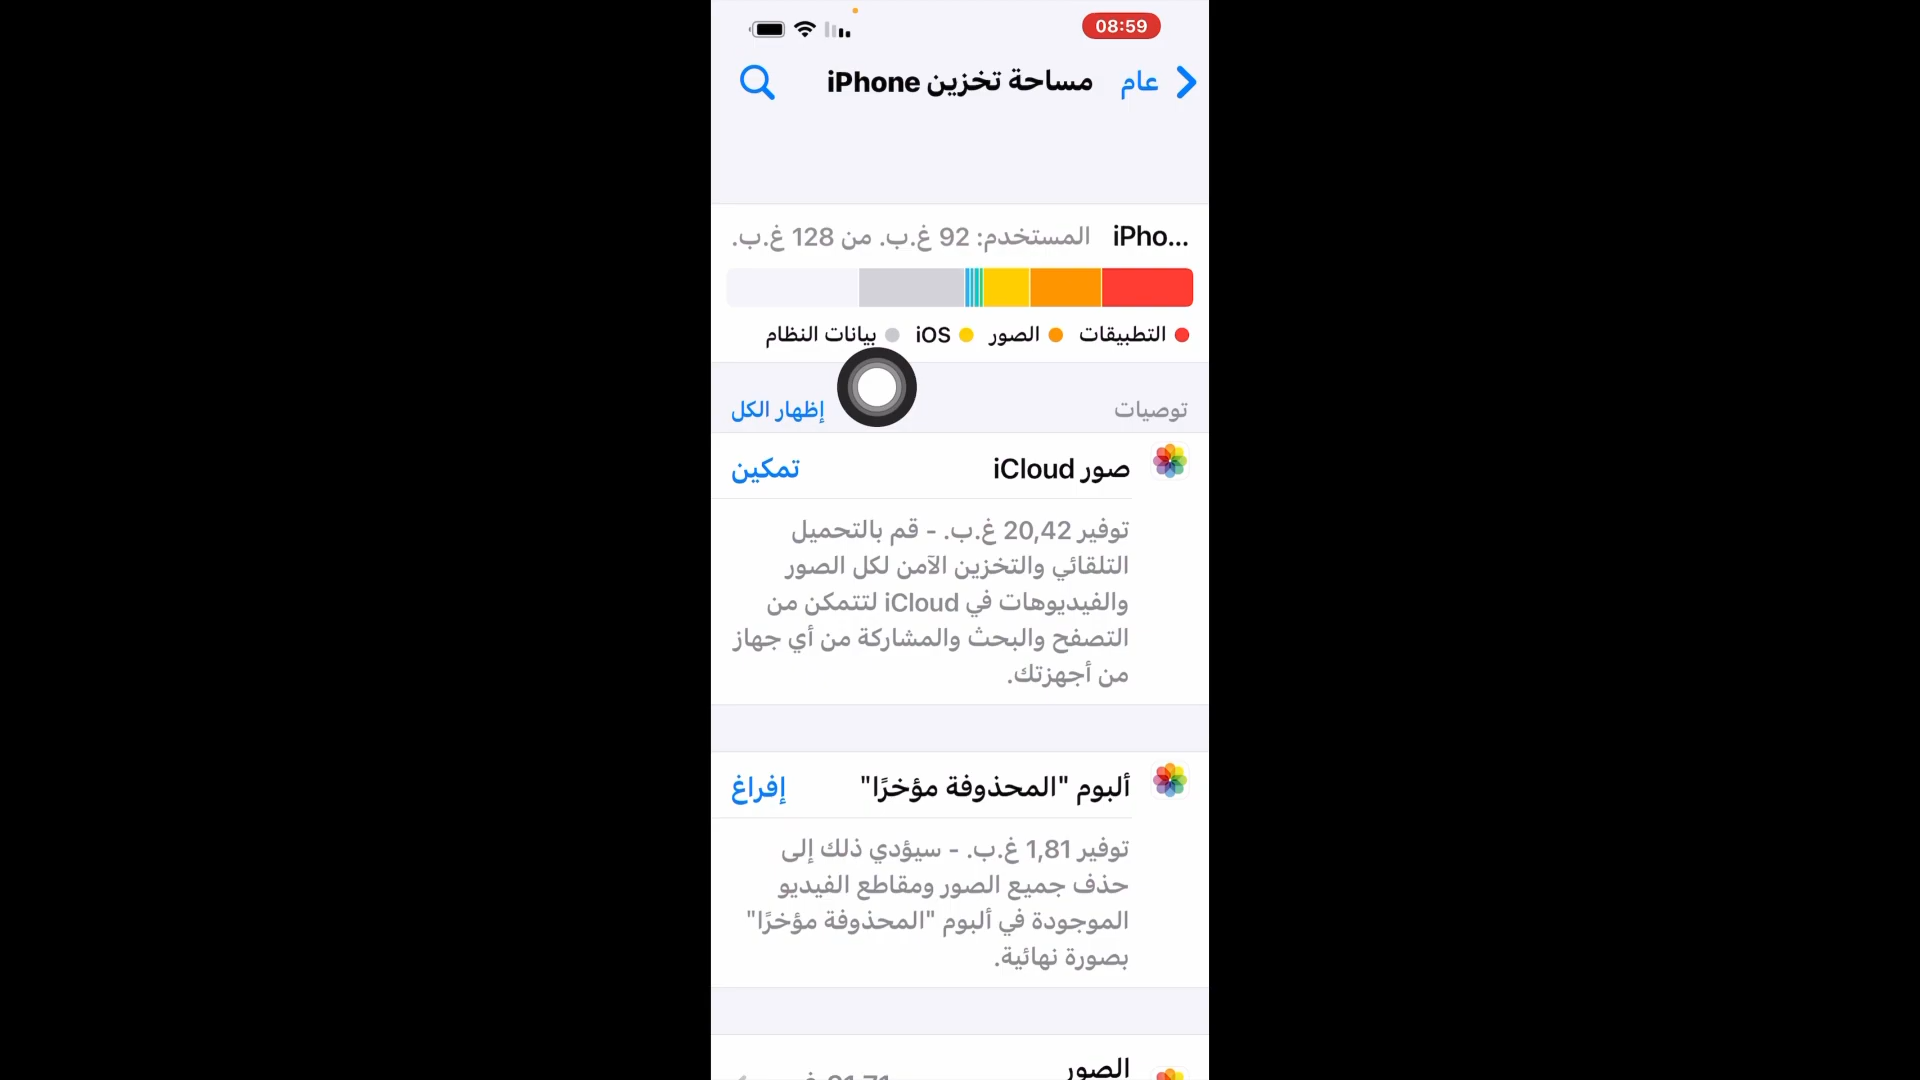 08:59
عام
مساحة تخزين iPhone
iPho...
المستخدم: 92 غ.ب. من 128 غ.ب.
التطبيقات
الصور
iOS
بيانات النظام
توصيات
إظهار الكل
صور iCloud
تمكين
توفير 20,42 غ.ب. - قم بالتحميل
التلقائي والتخزين الآمن لكل الصور
والفيديوهات في iCloud لتتمكن من
التصفح والبحث والمشاركة من أي جهاز
من أجهزتك.
ألبوم "المحذوفة مؤخرًا"
إفراغ
توفير 1,81 غ.ب. - سيؤدي ذلك إلى
حذف جميع الصور ومقاطع الفيديو
الموجودة في ألبوم "المحذوفة مؤخرًا"
بصورة نهائية.
الصور